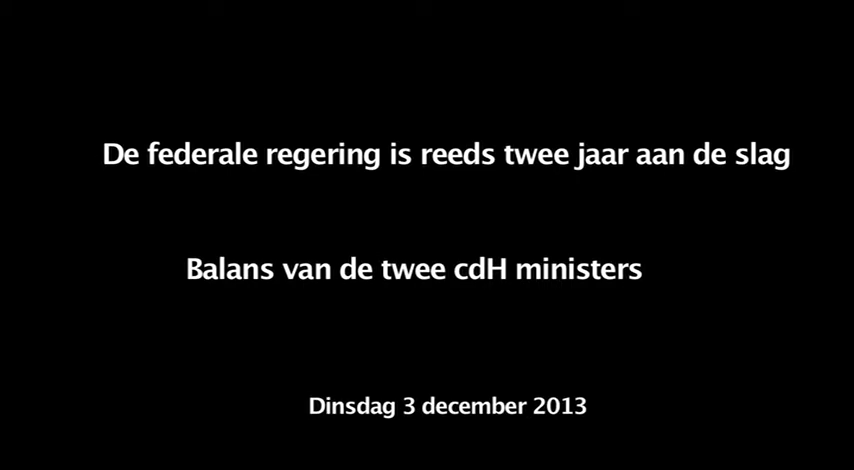 De federale regering is reeds twee jaar aan de slag
Balans van de twee cdH ministers
Dinsdag 3 december 2013